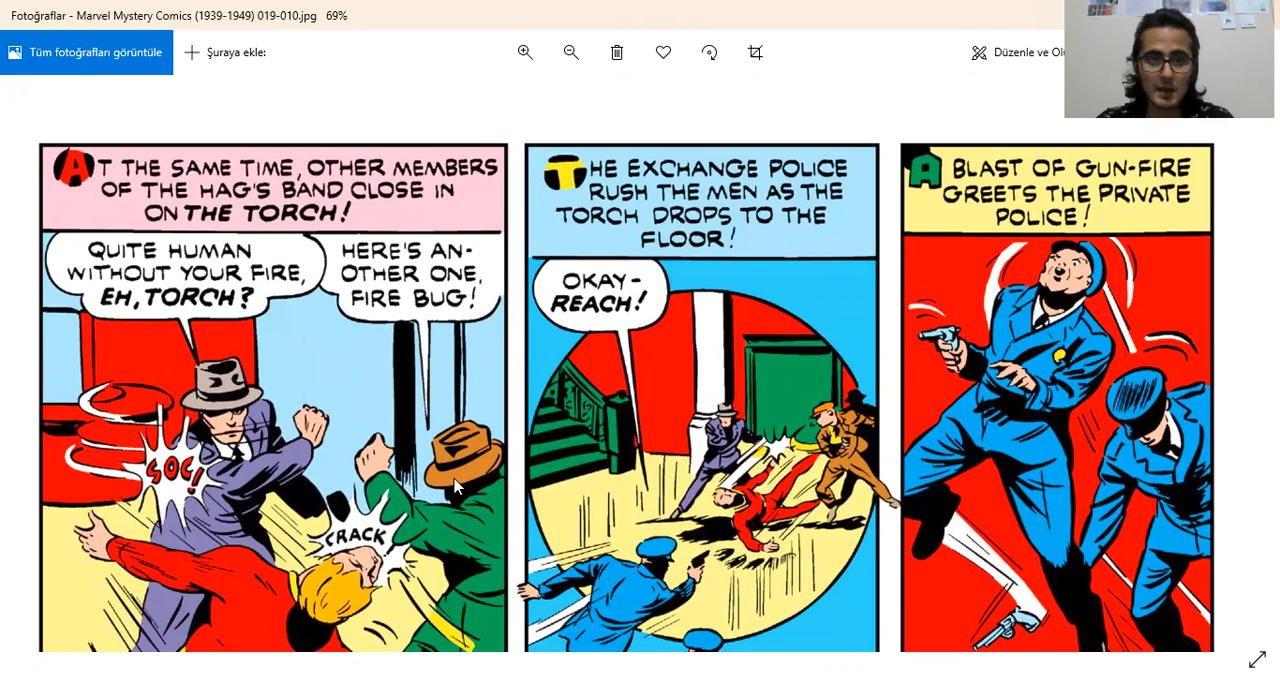 Fotoğraflar - Marvel Mystery Comics (1939-1949) 019-010.jpg   69%
Tüm fotoğrafları görüntüle
Şuraya ekle:
Düzenle ve Olu
AT THE SAME TIME, OTHER MEMBERS
OF THE HAG'S BAND CLOSE IN
ON THE TORCH!
QUITE HUMAN
WITHOUT YOUR FIRE,
EH, TORCH?
HERE'S AN-
OTHER ONE,
FIRE BUG!
SOC!
CRACK!
THE EXCHANGE POLICE
RUSH THE MEN AS THE
TORCH DROPS TO THE
FLOOR!
OKAY-
REACH!
A BLAST OF GUN-FIRE
GREETS THE PRIVATE
POLICE!